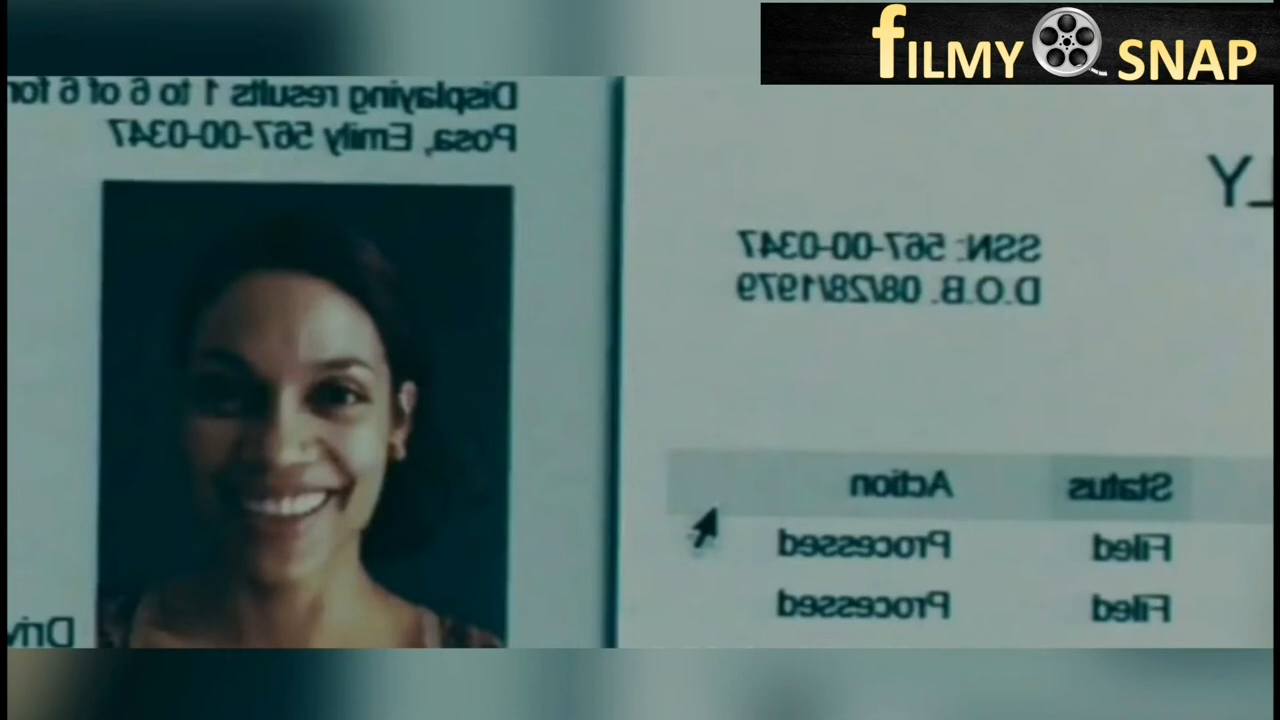 FILMY SNAP
Displaying results 1 to 6 of 6 for
Posa, Emily 567-00-0347
LY
SSN: 567-00-0347
D.O.B. 08/28/1979
Status Action
Filed Processed
Filed Processed